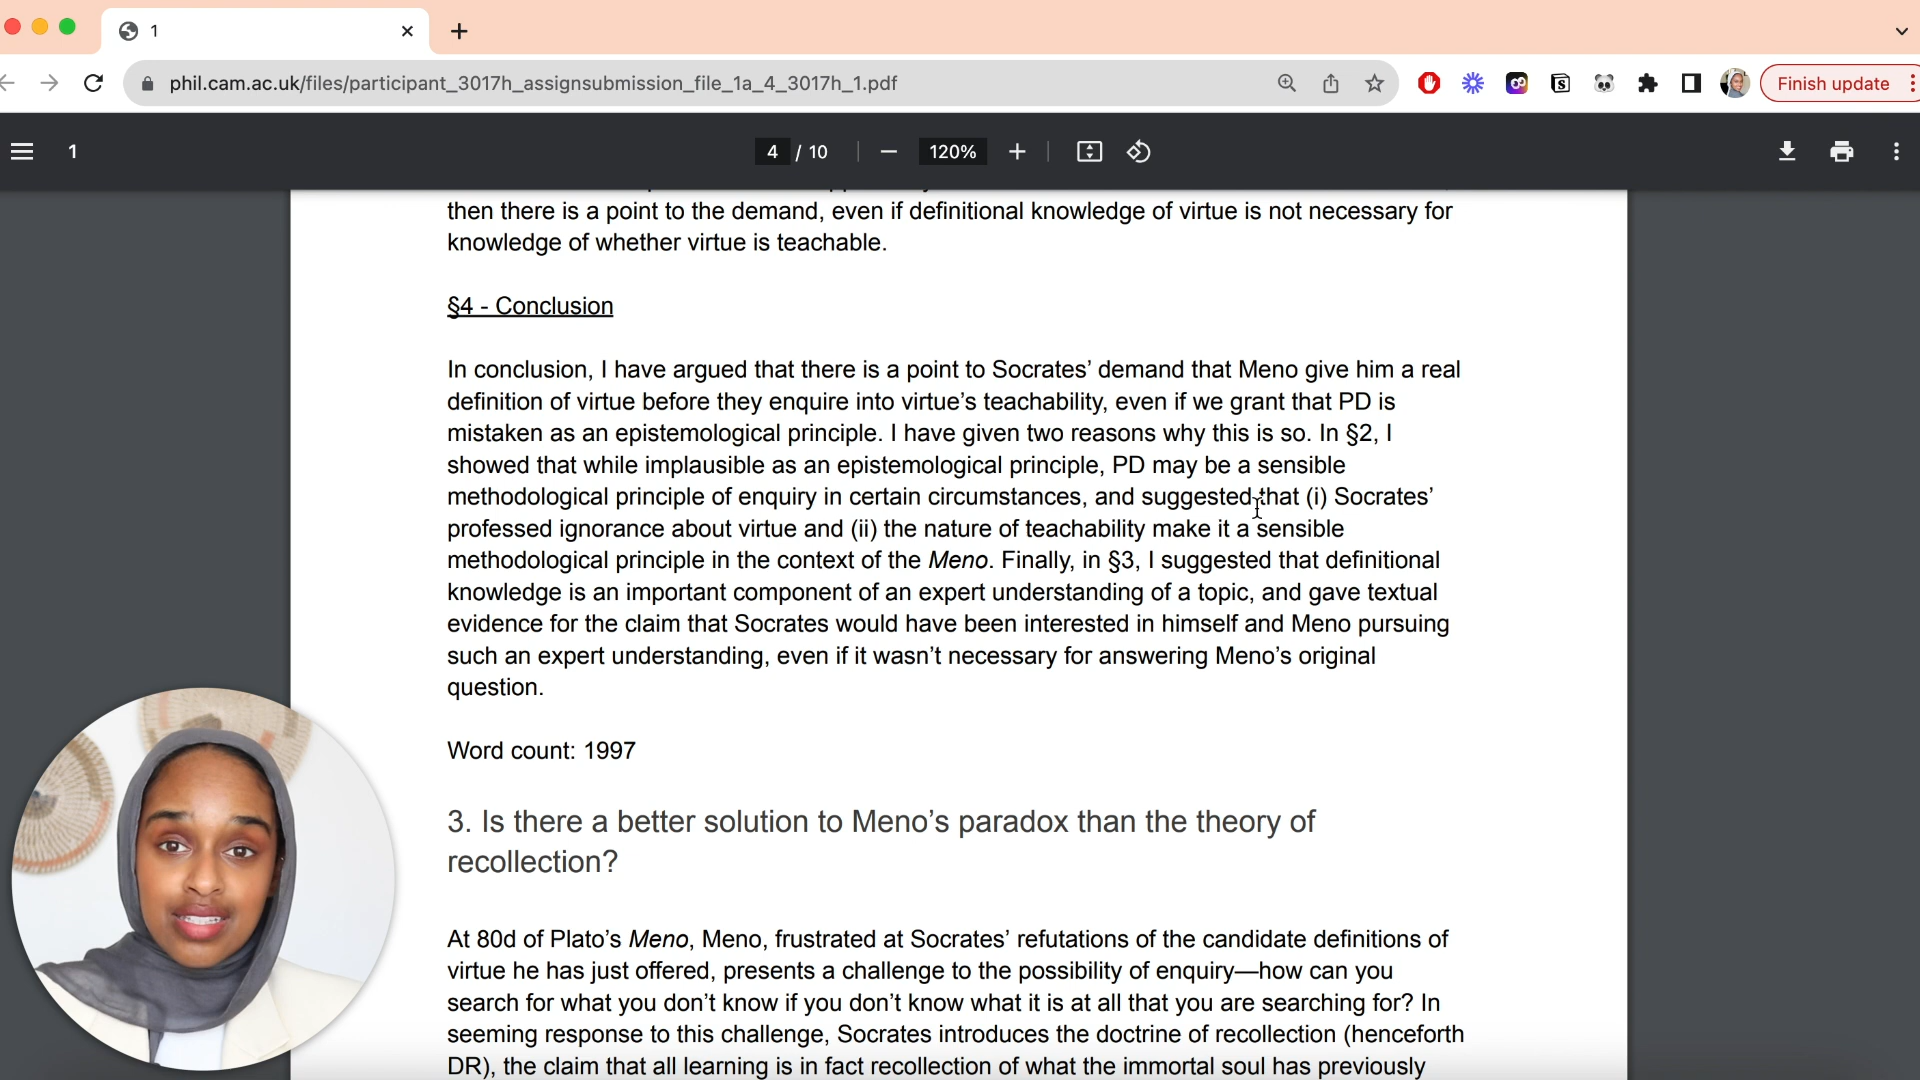 1
phil.cam.ac.uk/files/participant_3017h_assignsubmission_file_1a_4_3017h_1.pdf
Finish update
1
4 / 10
120%
then there is a point to the demand, even if definitional knowledge of virtue is not necessary for
knowledge of whether virtue is teachable.
§4 - Conclusion
In conclusion, I have argued that there is a point to Socrates’ demand that Meno give him a real
definition of virtue before they enquire into virtue’s teachability, even if we grant that PD is
mistaken as an epistemological principle. I have given two reasons why this is so. In §2, I
showed that while implausible as an epistemological principle, PD may be a sensible
methodological principle of enquiry in certain circumstances, and suggested that (i) Socrates’
professed ignorance about virtue and (ii) the nature of teachability make it a sensible
methodological principle in the context of the Meno. Finally, in §3, I suggested that definitional
knowledge is an important component of an expert understanding of a topic, and gave textual
evidence for the claim that Socrates would have been interested in himself and Meno pursuing
such an expert understanding, even if it wasn’t necessary for answering Meno’s original
question.
Word count: 1997
3. Is there a better solution to Meno’s paradox than the theory of
recollection?
At 80d of Plato’s Meno, Meno, frustrated at Socrates’ refutations of the candidate definitions of
virtue he has just offered, presents a challenge to the possibility of enquiry—how can you
search for what you don’t know if you don’t know what it is at all that you are searching for? In
seeming response to this challenge, Socrates introduces the doctrine of recollection (henceforth
DR), the claim that all learning is in fact recollection of what the immortal soul has previously